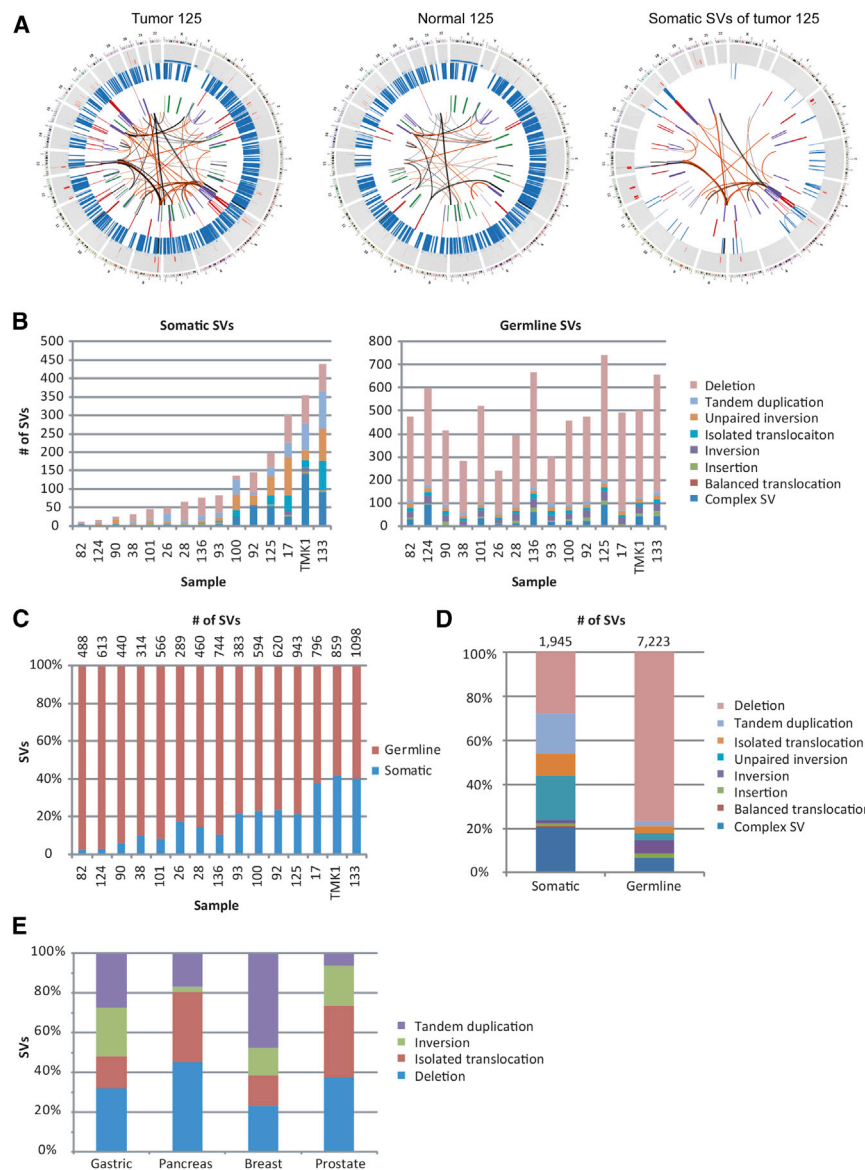 A
Tumor 125
Normal 125
Somatic SVs of tumor 125
B
Somatic SVs
# of SVs
500
450
400
350
300
250
200
150
100
50
0
82
124
90
38
101
26
28
136
93
100
92
125
17
TMK1
133
Sample
Germline SVs
800
700
600
500
400
300
200
100
0
82
124
90
38
101
26
28
136
93
100
92
125
17
TMK1
133
Sample
Deletion
Tandem duplication
Unpaired inversion
Isolated translocaiton
Inversion
Insertion
Balanced translocation
Complex SV
C
# of SVs
488
613
440
314
566
289
460
744
383
594
620
943
796
859
1098
SVs
100%
80%
60%
40%
20%
0
82
124
90
38
101
26
28
136
93
100
92
125
17
TMK1
133
Sample
Germline
Somatic
D
# of SVs
1,945 7,223
100%
80%
60%
40%
20%
0%
Somatic Germline
Deletion
Tandem duplication
Isolated translocation
Unpaired inversion
Inversion
Insertion
Balanced translocation
Complex SV
E
SVs
100%
80%
60%
40%
20%
0%
Gastric Pancreas Breast Prostate
Tandem duplication
Inversion
Isolated translocation
Deletion